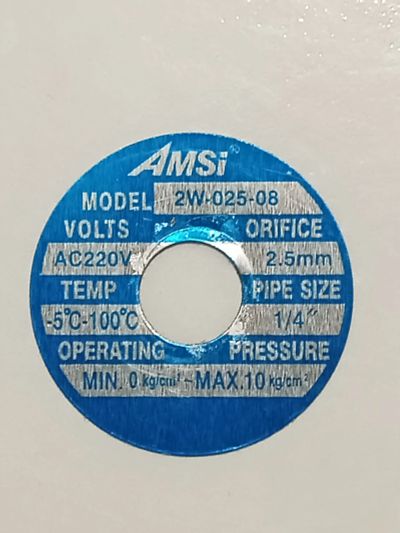 AMSi®
MODEL 2W-025-08
VOLTS ORIFICE
AC220V 2.5mm
TEMP PIPE SIZE
-5°C-100°C 1/4"
OPERATING PRESSURE
MIN. 0 kg/cm² ~ MAX. 10 kg/cm²